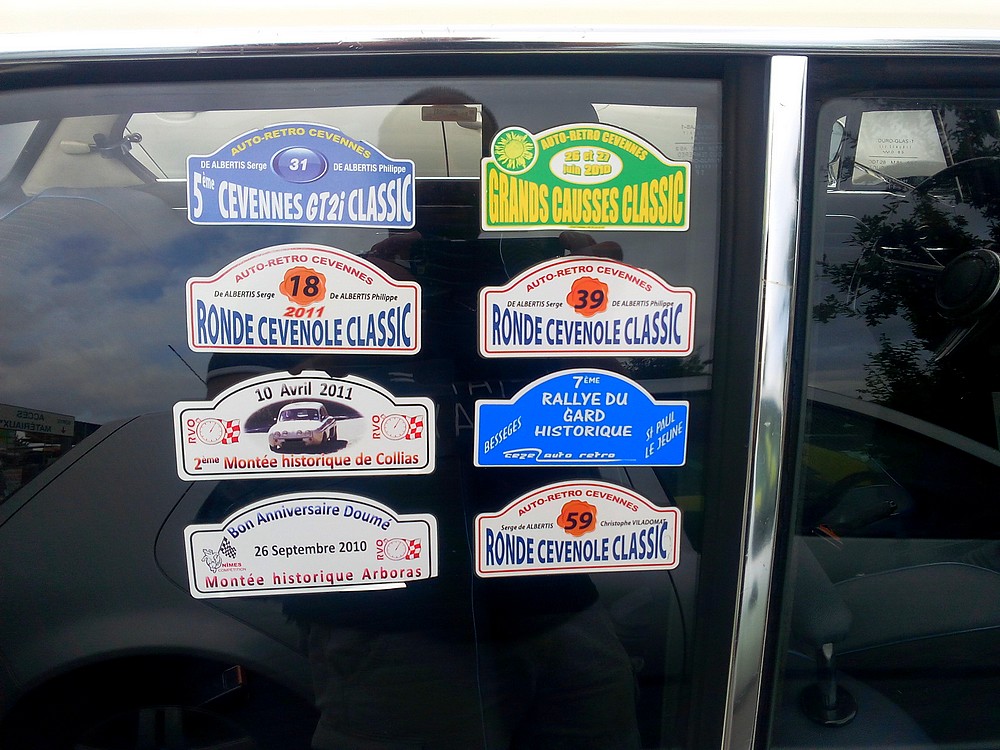 AUTO-RETRO CEVENNES
DE ALBERTIS Serge 31 DE ALBERTIS Philippe
5ème CEVENNES GT2i CLASSIC
AUTO-RETRO CEVENNES
26 et 27
juin 2010
GRANDS CAUSSES CLASSIC
AUTO-RETRO CEVENNES
De ALBERTIS Serge 18 De ALBERTIS Philippe
2011
RONDE CEVENOLE CLASSIC
AUTO-RETRO CEVENNES
DE ALBERTIS Serge 39 DE ALBERTIS Philippe
RONDE CEVENOLE CLASSIC
10 Avril 2011
RVO RVO
2ème Montée historique de Collias
7ÈME
RALLYE DU
GARD
HISTORIQUE
BESSEGES
St PAUL
LE JEUNE
ceze auto retro
Bon Anniversaire Doumé
26 Septembre 2010
RVO
NÎMES
COMPETITION
Montée historique Arboras
AUTO-RETRO CEVENNES
Serge de ALBERTIS 59 Christophe VILADOMAT
RONDE CEVENOLE CLASSIC
ACCES
MATERIAUX